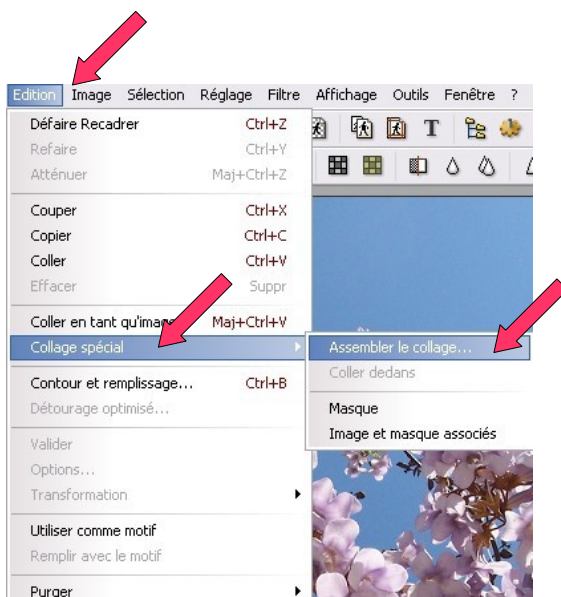 Edition Image Sélection Réglage Filtre Affichage Outils Fenêtre ?
Défaire Recadrer Ctrl+Z
Refaire Ctrl+Y
Atténuer Maj+Ctrl+Z
Couper Ctrl+X
Copier Ctrl+C
Coller Ctrl+V
Effacer Suppr
Coller en tant qu'image Maj+Ctrl+V
Collage spécial
Contour et remplissage... Ctrl+B
Détourage optimisé...
Valider
Options...
Transformation
Utiliser comme motif
Remplir avec le motif
Purger
Assembler le collage...
Coller dedans
Masque
Image et masque associés
T